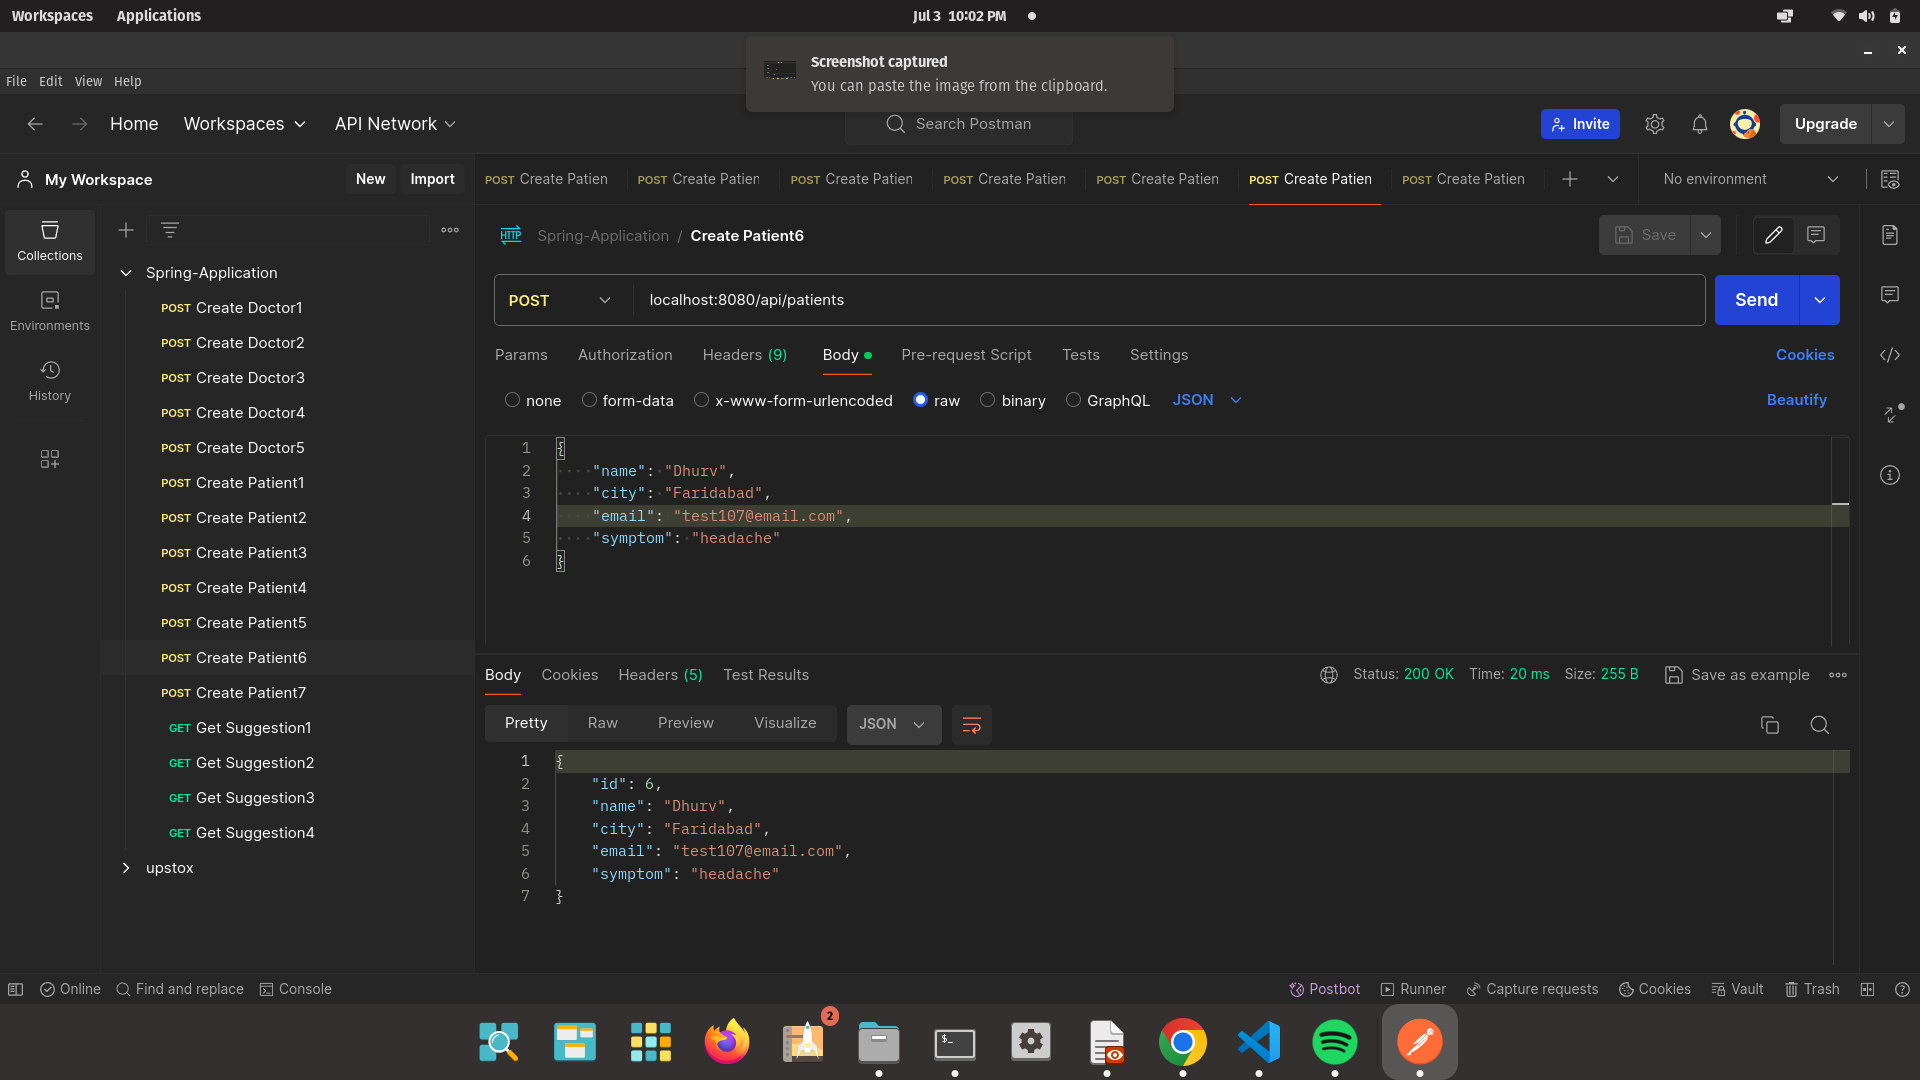 Workspaces Applications Jul 3 10:02 PM
Screenshot captured
You can paste the image from the clipboard.
File Edit View Help
Home Workspaces API Network Search Postman Invite Upgrade
My Workspace New Import
POST Create Patien POST Create Patien POST Create Patien POST Create Patien POST Create Patien POST Create Patien POST Create Patien No environment
Collections
Environments
History
Spring-Application
POST Create Doctor1
POST Create Doctor2
POST Create Doctor3
POST Create Doctor4
POST Create Doctor5
POST Create Patient1
POST Create Patient2
POST Create Patient3
POST Create Patient4
POST Create Patient5
POST Create Patient6
POST Create Patient7
GET Get Suggestion1
GET Get Suggestion2
GET Get Suggestion3
GET Get Suggestion4
upstox
HTTP Spring-Application / Create Patient6 Save
POST localhost:8080/api/patients Send
Params Authorization Headers (9) Body Pre-request Script Tests Settings Cookies
none form-data x-www-form-urlencoded raw binary GraphQL JSON Beautify
1 {
2 "name": "Dhurv",
3 "city": "Faridabad",
4 "email": "test107@email.com",
5 "symptom": "headache"
6 }
Body Cookies Headers (5) Test Results Status: 200 OK Time: 20 ms Size: 255 B Save as example
Pretty Raw Preview Visualize JSON
1 {
2 "id": 6,
3 "name": "Dhurv",
4 "city": "Faridabad",
5 "email": "test107@email.com",
6 "symptom": "headache"
7 }
Online Find and replace Console Postbot Runner Capture requests Cookies Vault Trash
2
$_